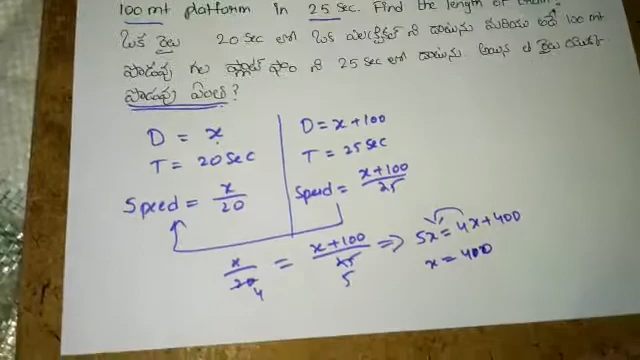 100 mt platform in 25 sec. Find the length of
ఒక రైలు 20 sec లలో ఒక ని దాటును మరియు అదే 100 mt
పొడవు గల ప్లాట్ ఫాం ని 25 sec లలో దాటును. అయిన ఆ రైలు యొక్క
పొడవు ఎంత?
D = x
T = 20 Sec
Speed = x/20
D = x+100
T = 25 Sec
Speed = x+100/25
x/20 4 = x+100/25 5 => 5x = 4x+400
x = 400